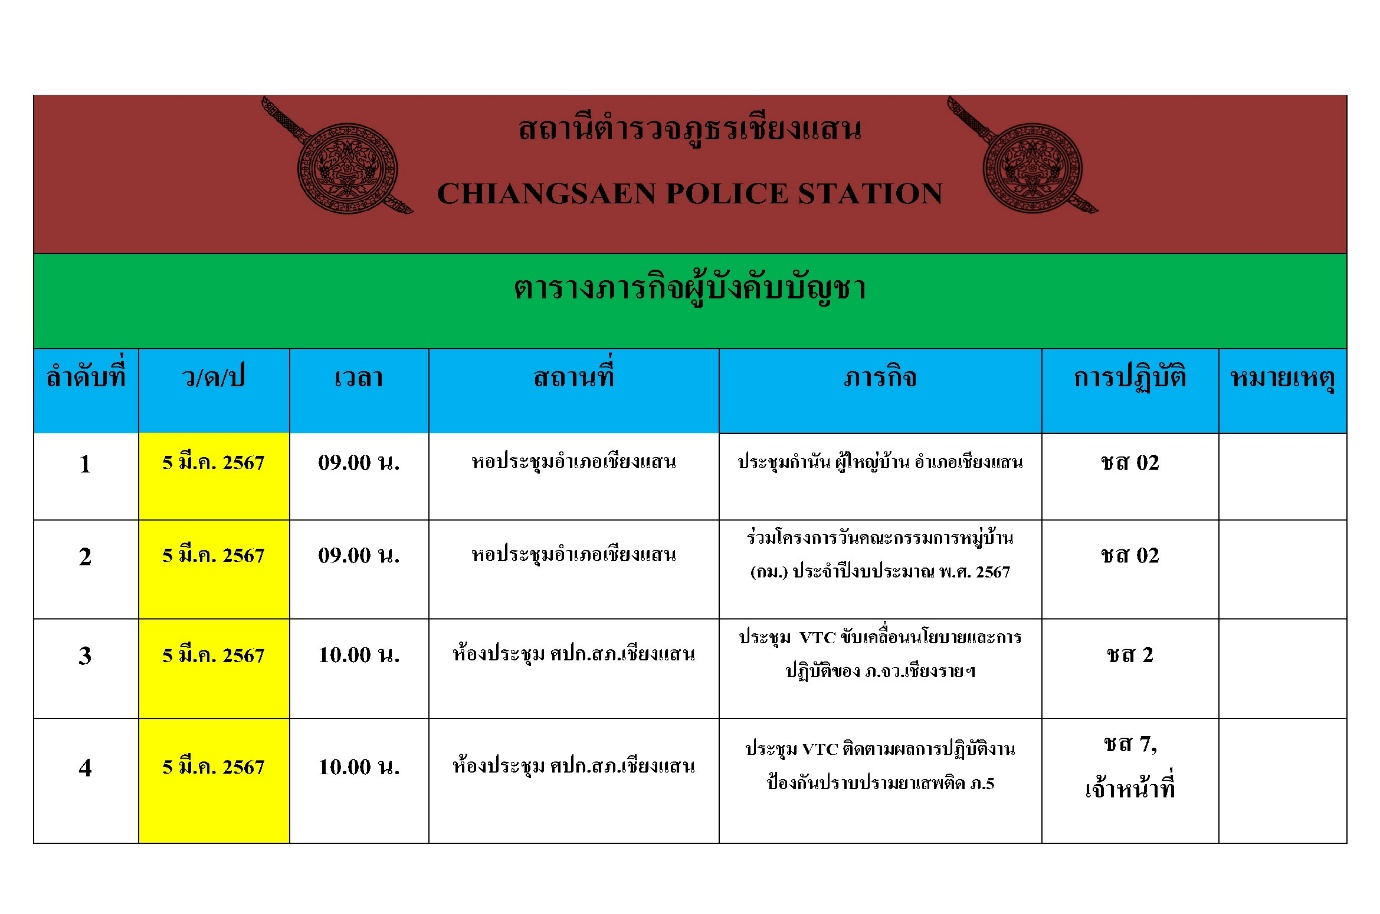 สถานีตำรวจภูธรเชียงแสน
CHIANGSAEN POLICE STATION
ตารางภารกิจผู้บังคับบัญชา
ลำดับที่ ว/ด/ป เวลา สถานที่ ภารกิจ การปฏิบัติ หมายเหตุ
1 5 มี.ค. 2567 09.00 น. หอประชุมอำเภอเชียงแสน ประชุมกำนัน ผู้ใหญ่บ้าน อำเภอเชียงแสน ชส 02
2 5 มี.ค. 2567 09.00 น. หอประชุมอำเภอเชียงแสน ร่วมโครงการวันคณะกรรมการหมู่บ้าน
(กม.) ประจำปีงบประมาณ พ.ศ. 2567 ชส 02
3 5 มี.ค. 2567 10.00 น. ห้องประชุม ศปก.สภ.เชียงแสน ประชุม VTC ขับเคลื่อนนโยบายและการ
ปฏิบัติของ ภ.จว.เชียงรายฯ ชส 2
4 5 มี.ค. 2567 10.00 น. ห้องประชุม ศปก.สภ.เชียงแสน ประชุม VTC ติดตามผลการปฏิบัติงาน
ป้องกันปราบปรามยาเสพติด ภ.5 ชส 7,
เจ้าหน้าที่